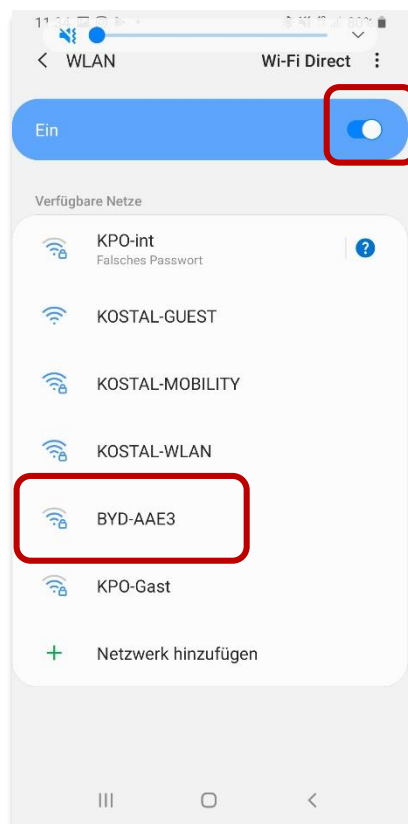 WLAN Wi-Fi Direct
Ein
Verfügbare Netze
KPO-int
Falsches Passwort
?
KOSTAL-GUEST
KOSTAL-MOBILITY
KOSTAL-WLAN
BYD-AAE3
KPO-Gast
+ Netzwerk hinzufügen